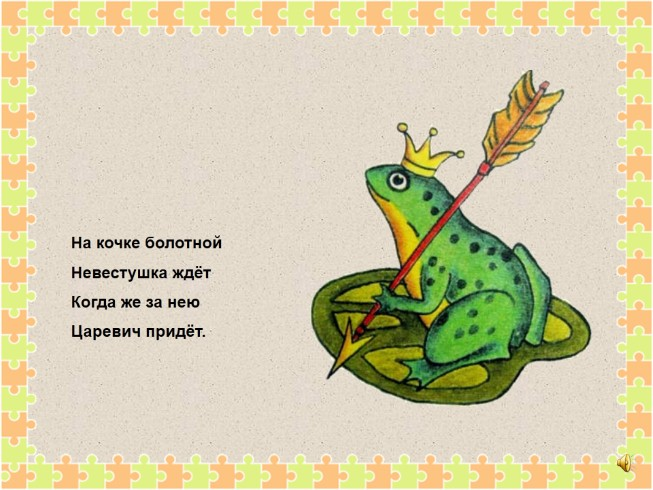 На кочке болотной
Невестушка ждёт
Когда же за нею
Царевич придёт.